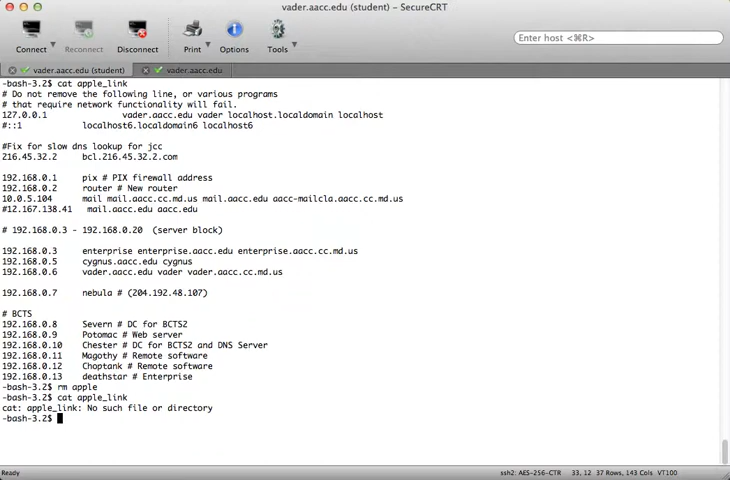 vader.aacc.edu (student) – SecureCRT
Connect Reconnect Disconnect Print Options Tools
Enter host <⌘R>
vader.aacc.edu (student) vader.aacc.edu
-bash-3.2$ cat apple_link
# Do not remove the following line, or various programs
# that require network functionality will fail.
127.0.0.1 vader.aacc.edu vader localhost.localdomain localhost
#::1 localhost6.localdomain6 localhost6
#Fix for slow dns lookup for jcc
216.45.32.2 bcl.216.45.32.2.com
192.168.0.1 pix # PIX firewall address
192.168.0.2 router # New router
10.0.5.104 mail mail.aacc.cc.md.us mail.aacc.edu aacc-mailcla.aacc.cc.md.us
#12.167.138.41 mail.aacc.edu aacc.edu
# 192.168.0.3 - 192.168.0.20 (server block)
192.168.0.3 enterprise enterprise.aacc.edu enterprise.aacc.cc.md.us
192.168.0.5 cygnus.aacc.edu cygnus
192.168.0.6 vader.aacc.edu vader vader.aacc.cc.md.us
192.168.0.7 nebula # (204.192.48.107)
# BCTS
192.168.0.8 Severn # DC for BCTS2
192.168.0.9 Potomac # Web server
192.168.0.10 Chester # DC for BCTS2 and DNS Server
192.168.0.11 Magothy # Remote software
192.168.0.12 Choptank # Remote software
192.168.0.13 deathstar # Enterprise
-bash-3.2$ rm apple
-bash-3.2$ cat apple_link
cat: apple_link: No such file or directory
-bash-3.2$
Ready ssh2: AES-256-CTR 33, 12 37 Rows, 143 Cols VT100